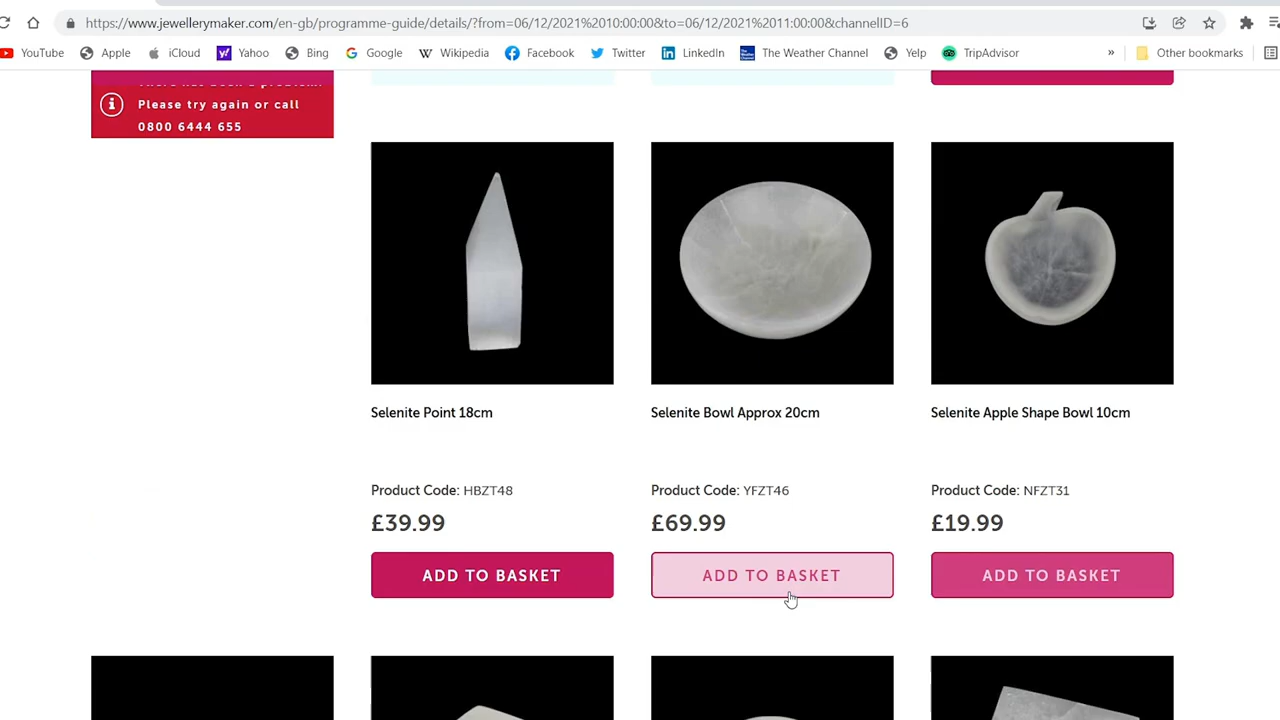 https://www.jewellerymaker.com/en-gb/programme-guide/details/?from=06/12/2021%2010:00:00&to=06/12/2021%2011:00:00&channelID=6
YouTube Apple iCloud Yahoo Bing Google Wikipedia Facebook Twitter LinkedIn The Weather Channel Yelp TripAdvisor » Other bookmarks
Please try again or call
0800 6444 655
Selenite Point 18cm
Product Code: HBZT48
£39.99
ADD TO BASKET
Selenite Bowl Approx 20cm
Product Code: YFZT46
£69.99
ADD TO BASKET
Selenite Apple Shape Bowl 10cm
Product Code: NFZT31
£19.99
ADD TO BASKET